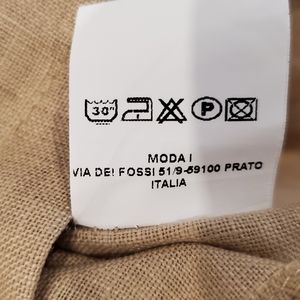 30°
P
MODA I
VIA DEI FOSSI 51/9-59100 PRATO
ITALIA